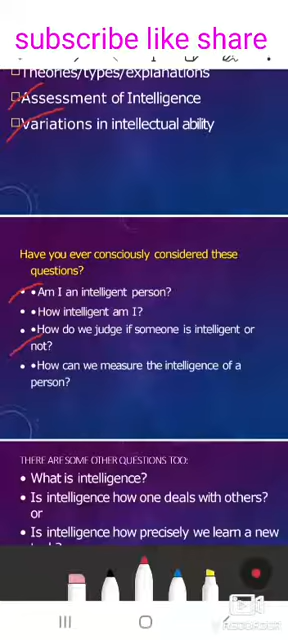 subscribe like share
Theories/types/explanations
Assessment of Intelligence
Variations in intellectual ability
Have you ever consciously considered these
questions?
• Am I an intelligent person?
• How intelligent am I?
• How do we judge if someone is intelligent or
not?
• How can we measure the intelligence of a
person?
THERE ARE SOME OTHER QUESTIONS TOO:
• What is intelligence?
• Is intelligence how one deals with others?
or
• Is intelligence how precisely we learn a new
RECORDER